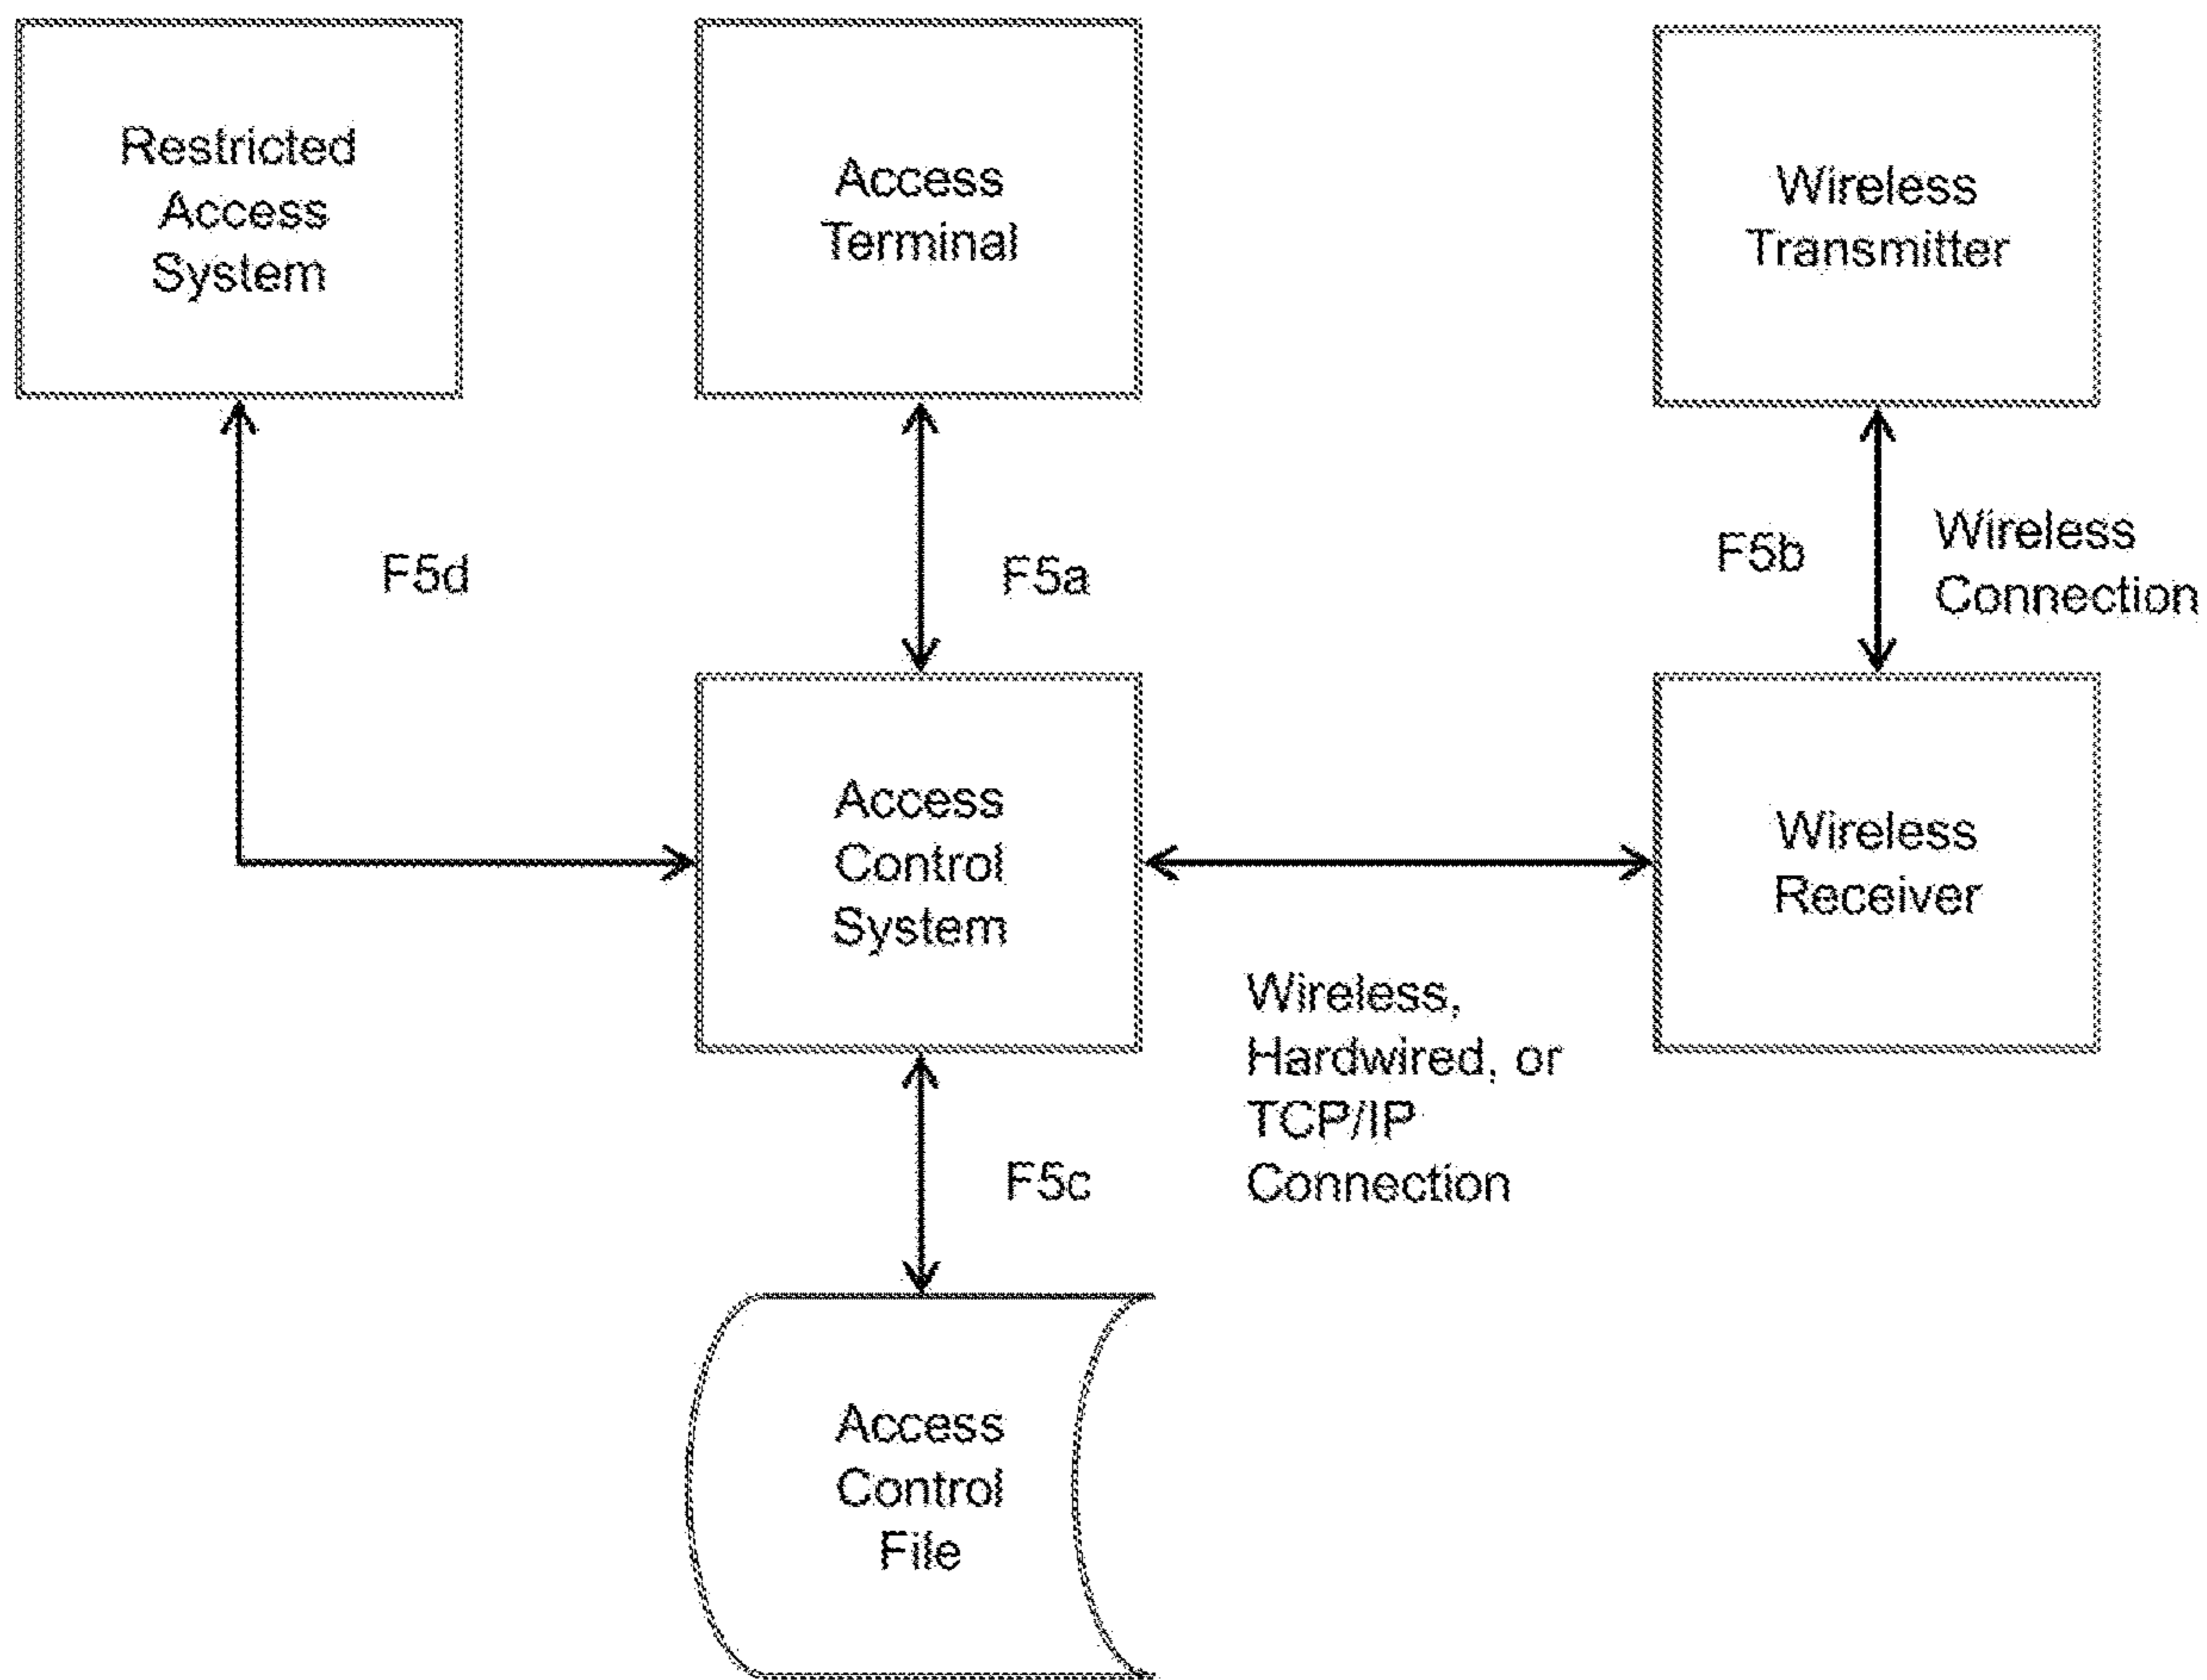 Restricted
Access
System
Access
Terminal
Wireless
Transmitter
F5d
F5a
F5b
Wireless
Connection
Access
Control
System
Wireless
Receiver
Wireless,
Hardwired, or
TCP/IP
Connection
F5c
Access
Control
File